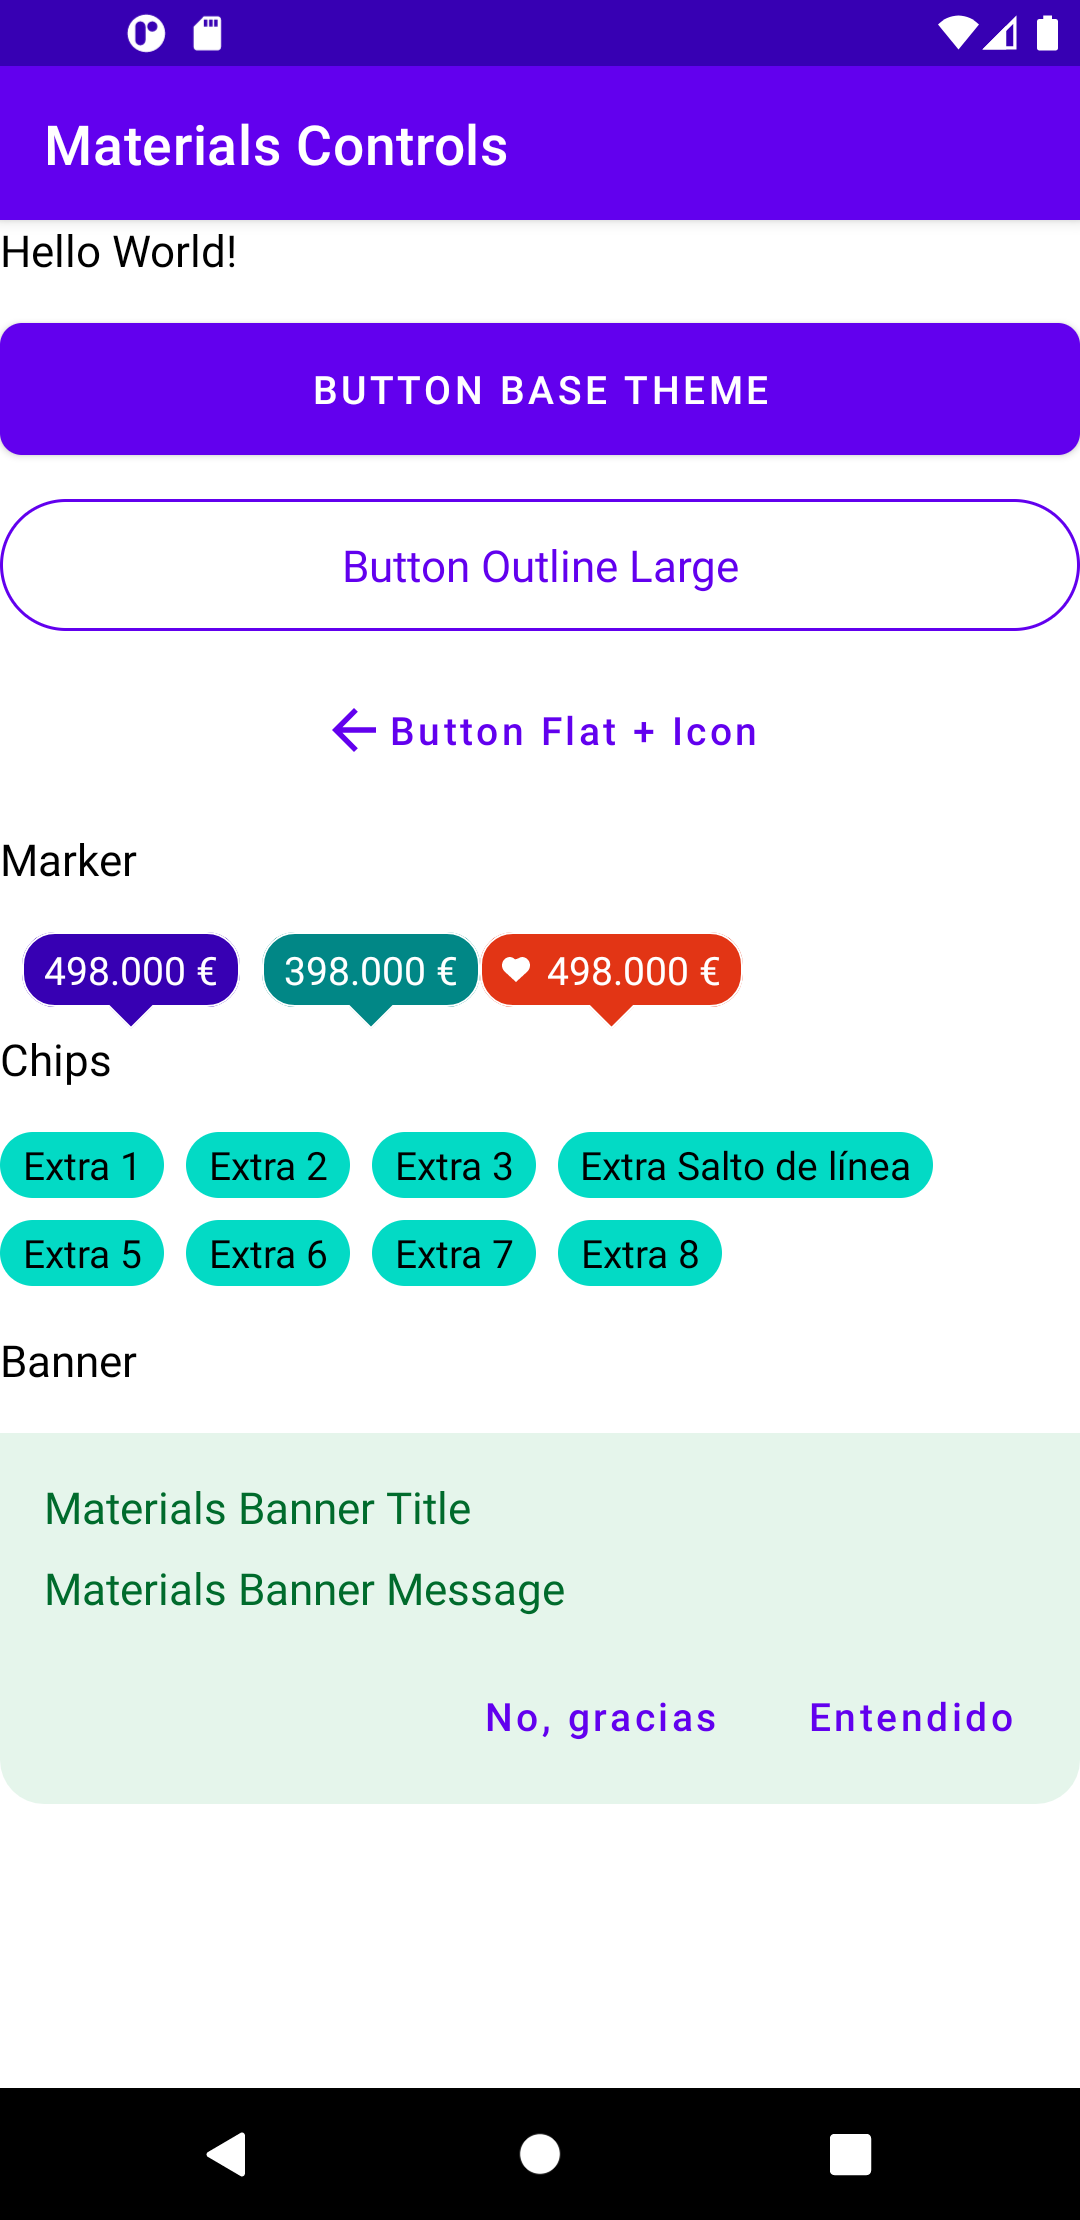 Materials Controls
Hello World!
BUTTON BASE THEME
Button Outline Large
Button Flat + Icon
Marker
498.000 € 398.000 € 498.000 €
Chips
Extra 1 Extra 2 Extra 3 Extra Salto de línea
Extra 5 Extra 6 Extra 7 Extra 8
Banner
Materials Banner Title
Materials Banner Message
No, gracias Entendido